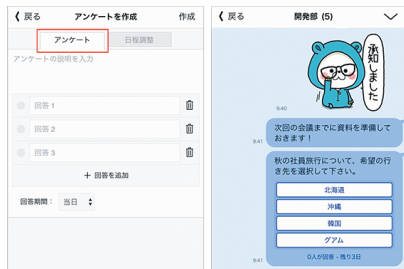 戻る
アンケートを作成
作成
アンケート
日程調整
アンケートの説明を入力
回答 1
回答 2
回答 3
+ 回答を追加
回答期間：
当日
戻る
開発部 (5)
承知しました
9:40
次回の会議までに資料を準備して
おきます！
9:41
秋の社員旅行について、希望の行
き先を選択して下さい。
北海道
沖縄
韓国
グアム
0人が回答・残り3日
9:41